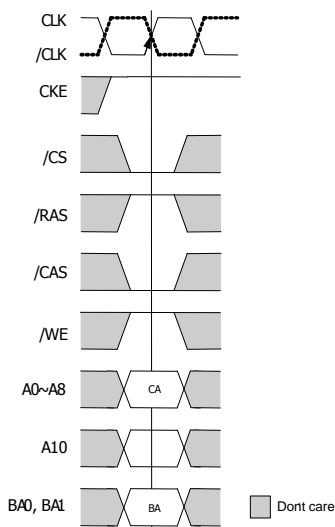 CLK
/CLK
CKE
/CS
/RAS
/CAS
/WE
A0~A8
CA
A10
BA0, BA1
BA
Dont care